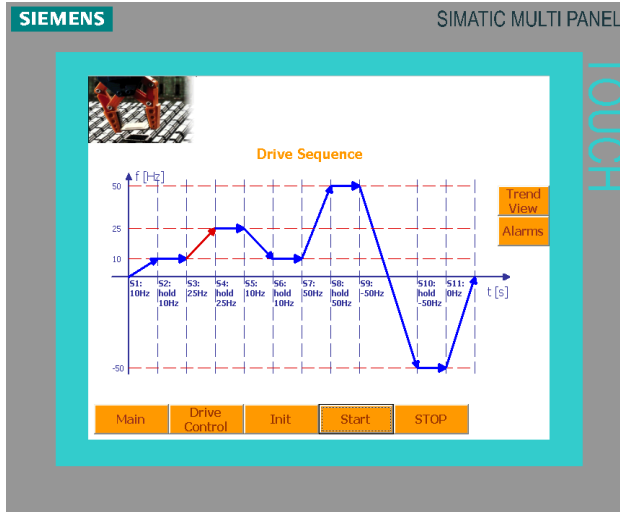 SIEMENS
SIMATIC MULTI PANEL
TOUCH
Drive Sequence
f [Hz]
50
25
10
-50
Trend
View
Alarms
S1:
10Hz
S2:
hold
10Hz
S3:
25Hz
S4:
hold
25Hz
S5:
10Hz
S6:
hold
10Hz
S7:
50Hz
S8:
hold
50Hz
S9:
-50Hz
S10:
hold
-50Hz
S11:
0Hz
t [s]
Main
Drive
Control
Init
Start
STOP